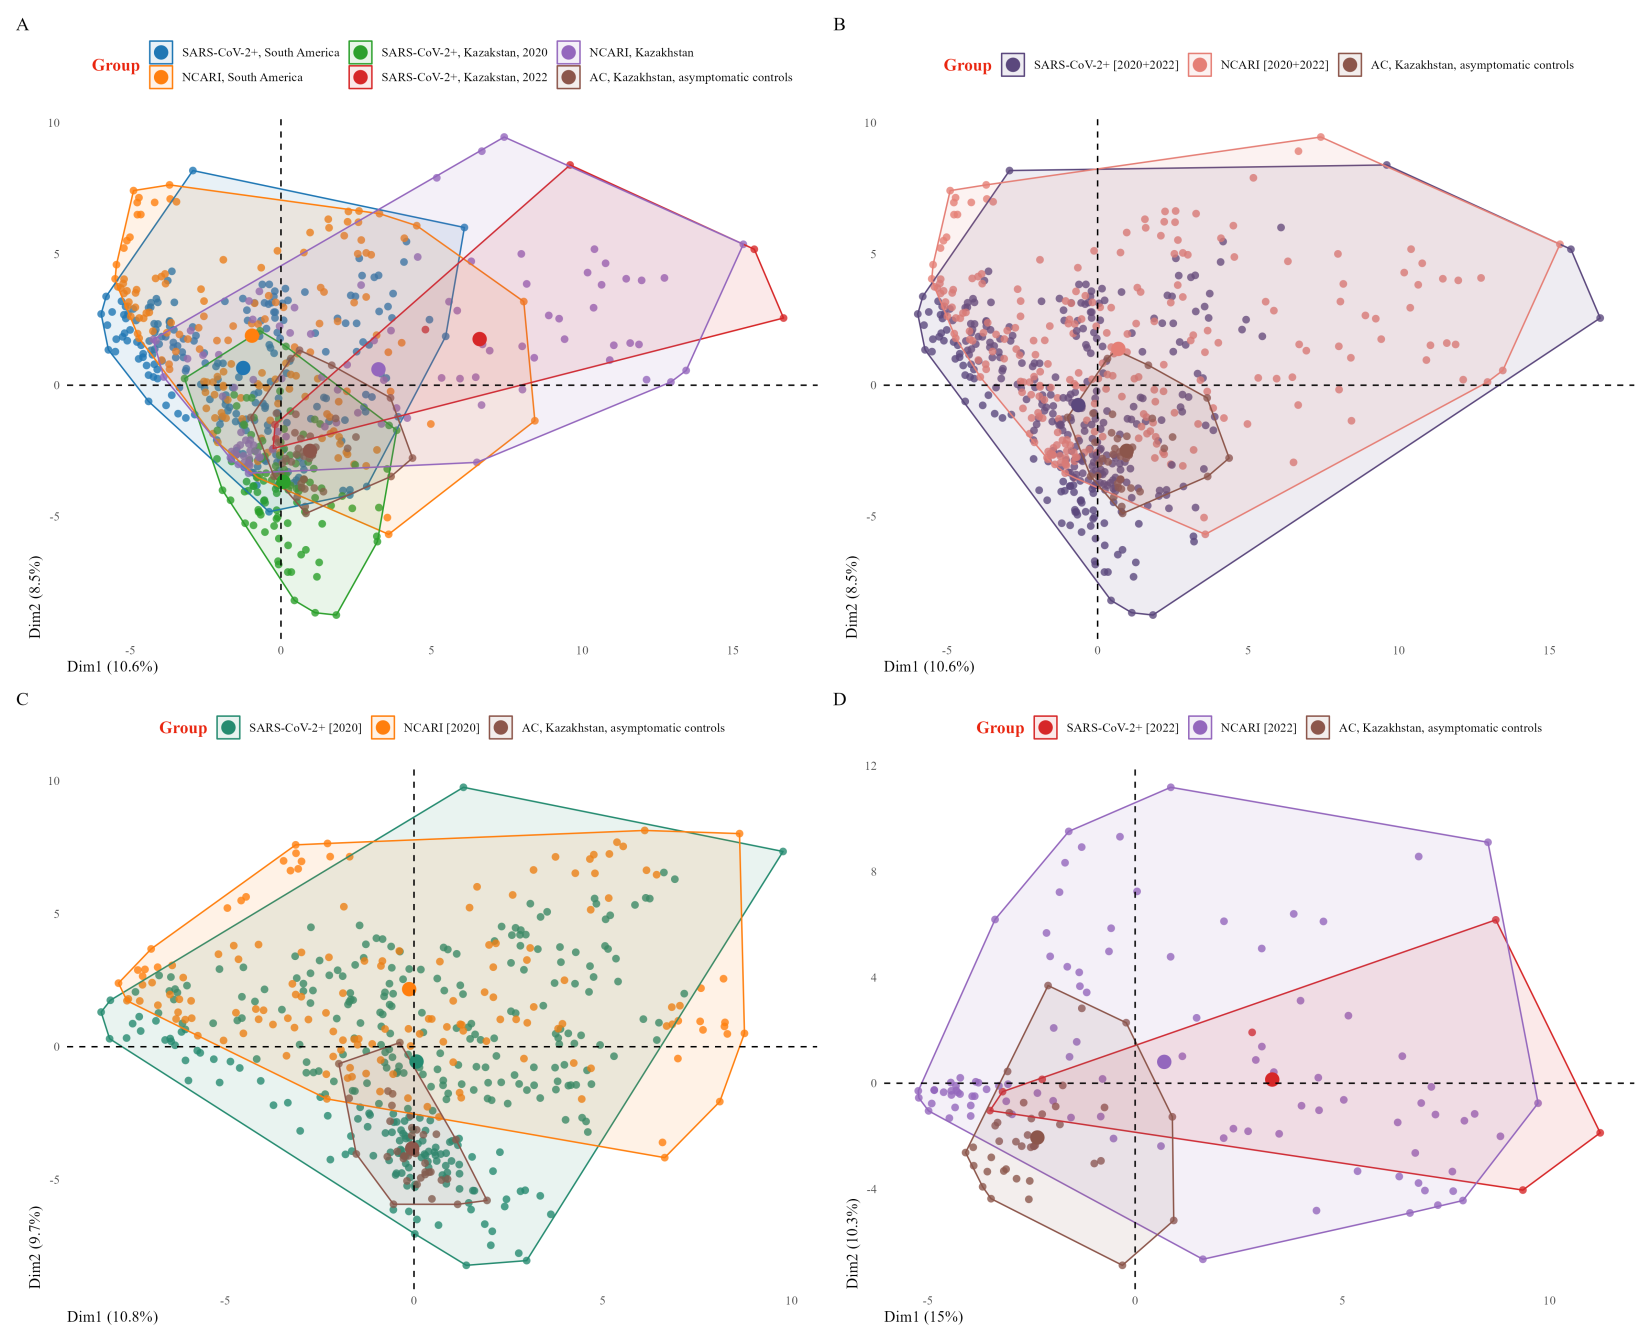 A
Group
SARS-CoV-2+, South America
SARS-CoV-2+, Kazakstan, 2020
NCARI, Kazakhstan
NCARI, South America
SARS-CoV-2+, Kazakstan, 2022
AC, Kazakhstan, asymptomatic controls
10
5
0
-5
Dim2 (8.5%)
-5
0
5
10
15
Dim1 (10.6%)
B
Group
SARS-CoV-2+ [2020+2022]
NCARI [2020+2022]
AC, Kazakhstan, asymptomatic controls
10
5
0
-5
Dim2 (8.5%)
-5
0
5
10
15
Dim1 (10.6%)
C
Group
SARS-CoV-2+ [2020]
NCARI [2020]
AC, Kazakhstan, asymptomatic controls
10
5
0
-5
Dim2 (9.7%)
-5
0
5
10
Dim1 (10.8%)
D
Group
SARS-CoV-2+ [2022]
NCARI [2022]
AC, Kazakhstan, asymptomatic controls
12
8
4
0
-4
Dim2 (10.3%)
-5
0
5
10
Dim1 (15%)